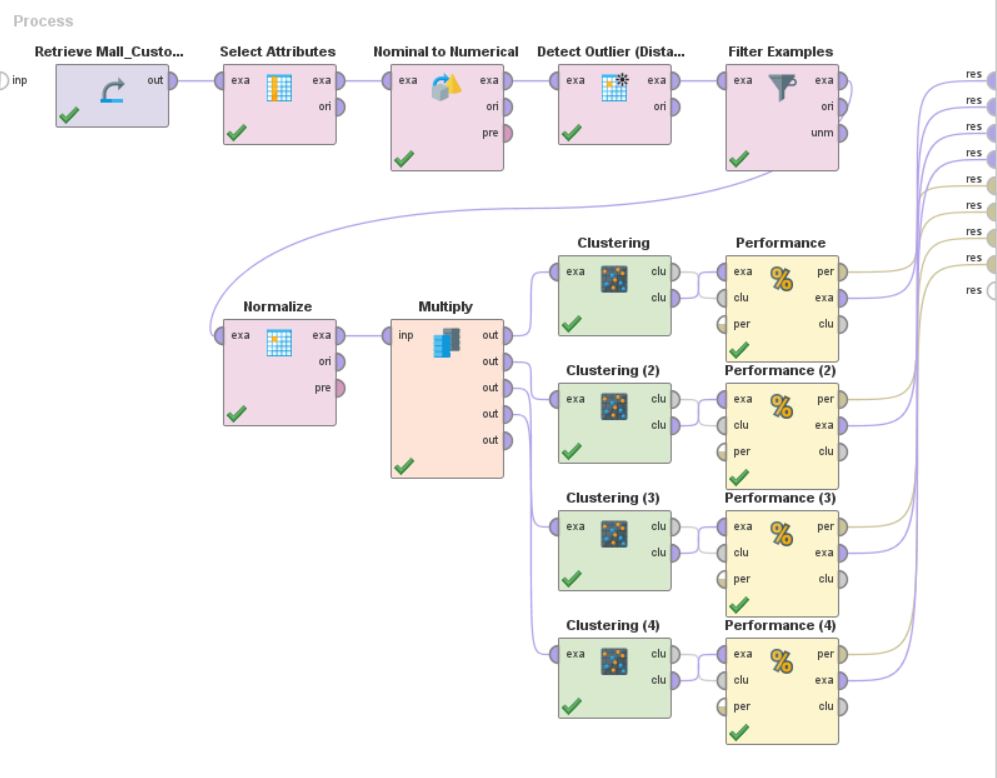 Process
Retrieve Mall_Custo...
Select Attributes
Nominal to Numerical
Detect Outlier (Dista...
Filter Examples
inp
out
exa exa
ori
exa exa
ori
pre
exa exa
ori
exa exa
ori
unm
res
res
res
res
res
res
res
res
res
Normalize
exa exa
ori
pre
Multiply
inp out
out
out
out
out
Clustering
exa clu
clu
Performance
exa per
clu exa
per clu
Clustering (2)
exa clu
clu
Performance (2)
exa per
clu exa
per clu
Clustering (3)
exa clu
clu
Performance (3)
exa per
clu exa
per clu
Clustering (4)
exa clu
clu
Performance (4)
exa per
clu exa
per clu